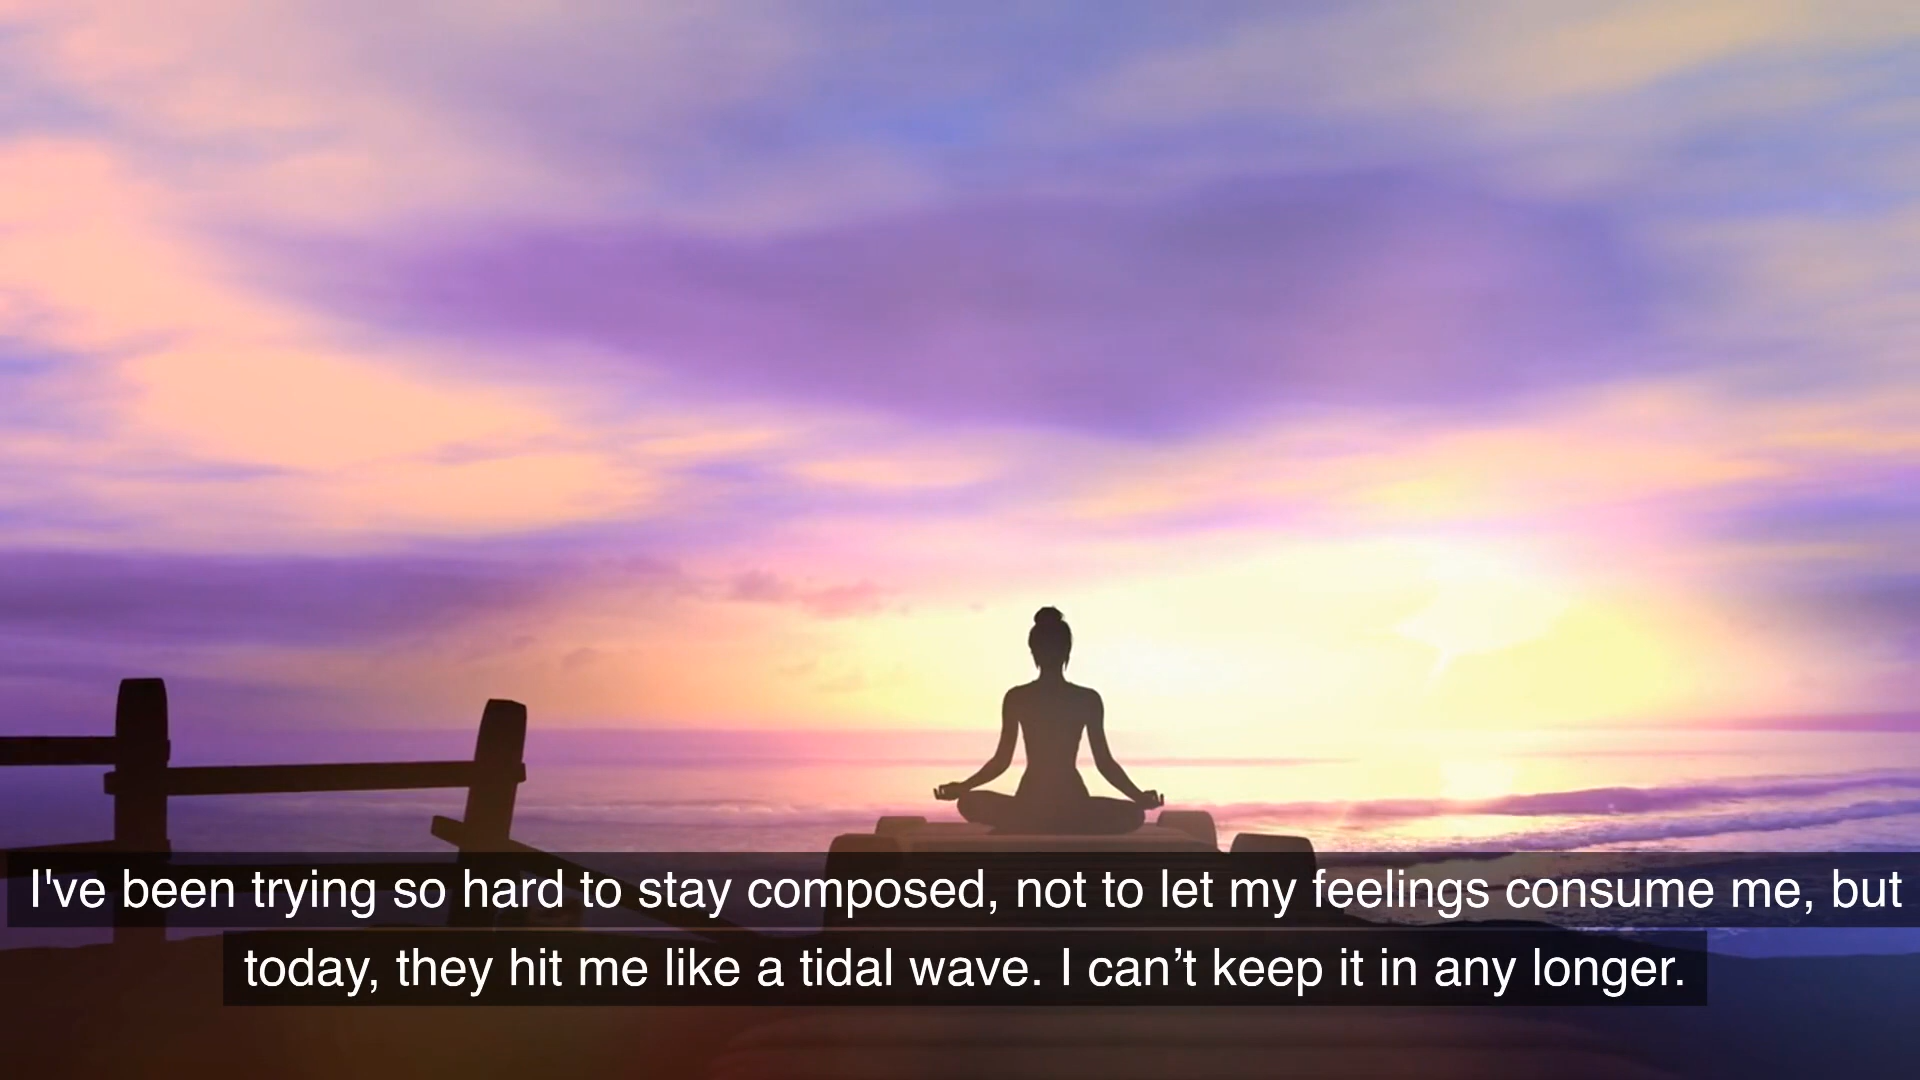 I've been trying so hard to stay composed, not to let my feelings consume me, but
today, they hit me like a tidal wave. I can’t keep it in any longer.